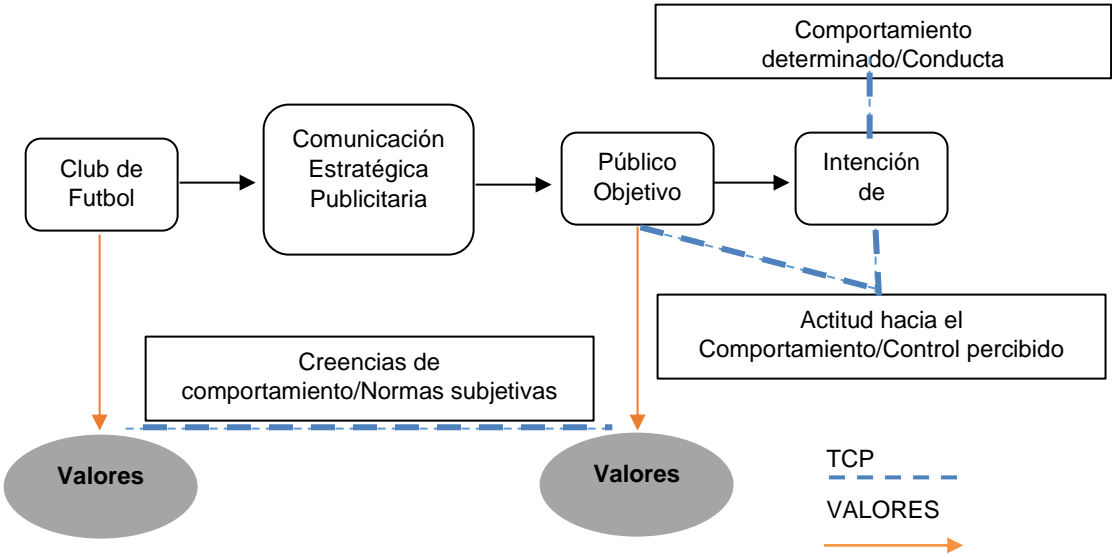 Comportamiento
determinado/Conducta
Club de
Futbol
Comunicación
Estratégica
Publicitaria
Público
Objetivo
Intención
de
Actitud hacia el
Comportamiento/Control percibido
Creencias de
comportamiento/Normas subjetivas
Valores
Valores
TCP
VALORES